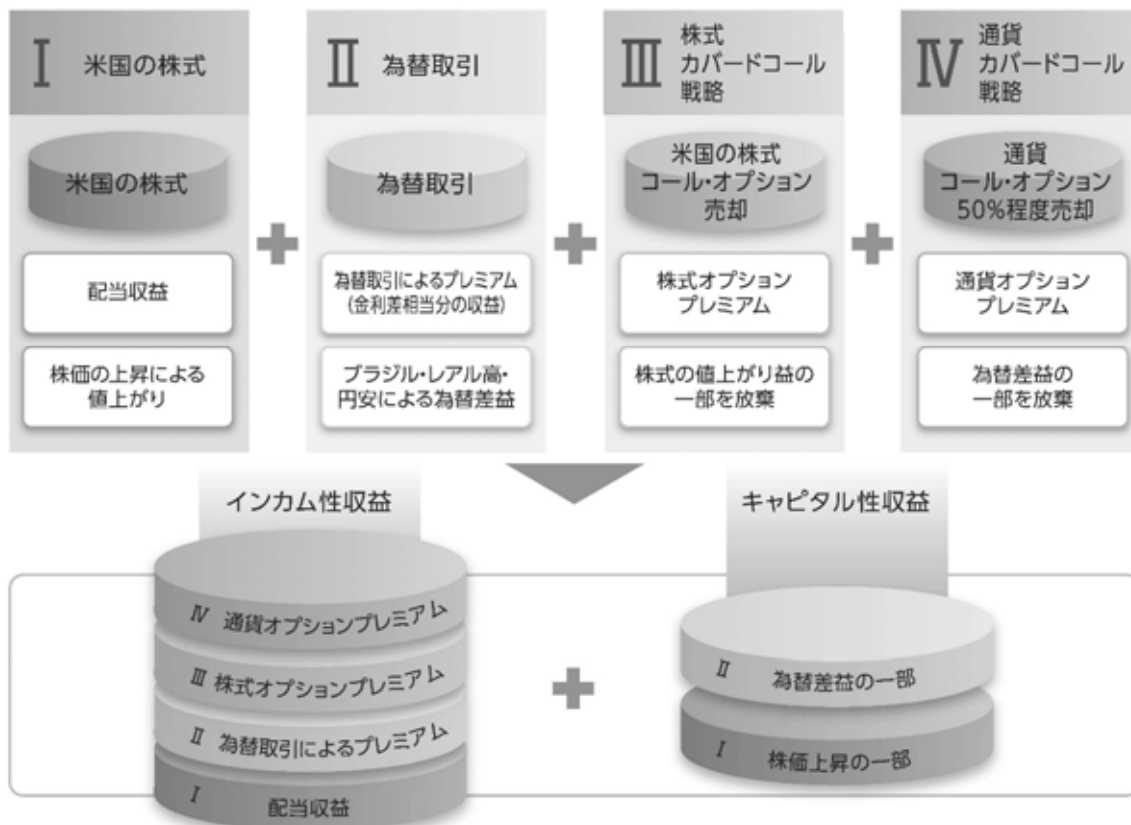 I 米国の株式
II 為替取引
III 株式
カバードコール
戦略
IV 通貨
カバードコール
戦略
米国の株式
為替取引
米国の株式
コール・オプション
売却
通貨
コール・オプション
50%程度売却
配当収益
為替取引によるプレミアム
(金利差相当分の収益)
株式オプション
プレミアム
通貨オプション
プレミアム
株価の上昇による
値上がり
ブラジル・レアル高・
円安による為替差益
株式の値上がり益の
一部を放棄
為替差益の
一部を放棄
インカム性収益
キャピタル性収益
IV 通貨オプションプレミアム
III 株式オプションプレミアム
II 為替取引によるプレミアム
I 配当収益
II 為替差益の一部
I 株価上昇の一部